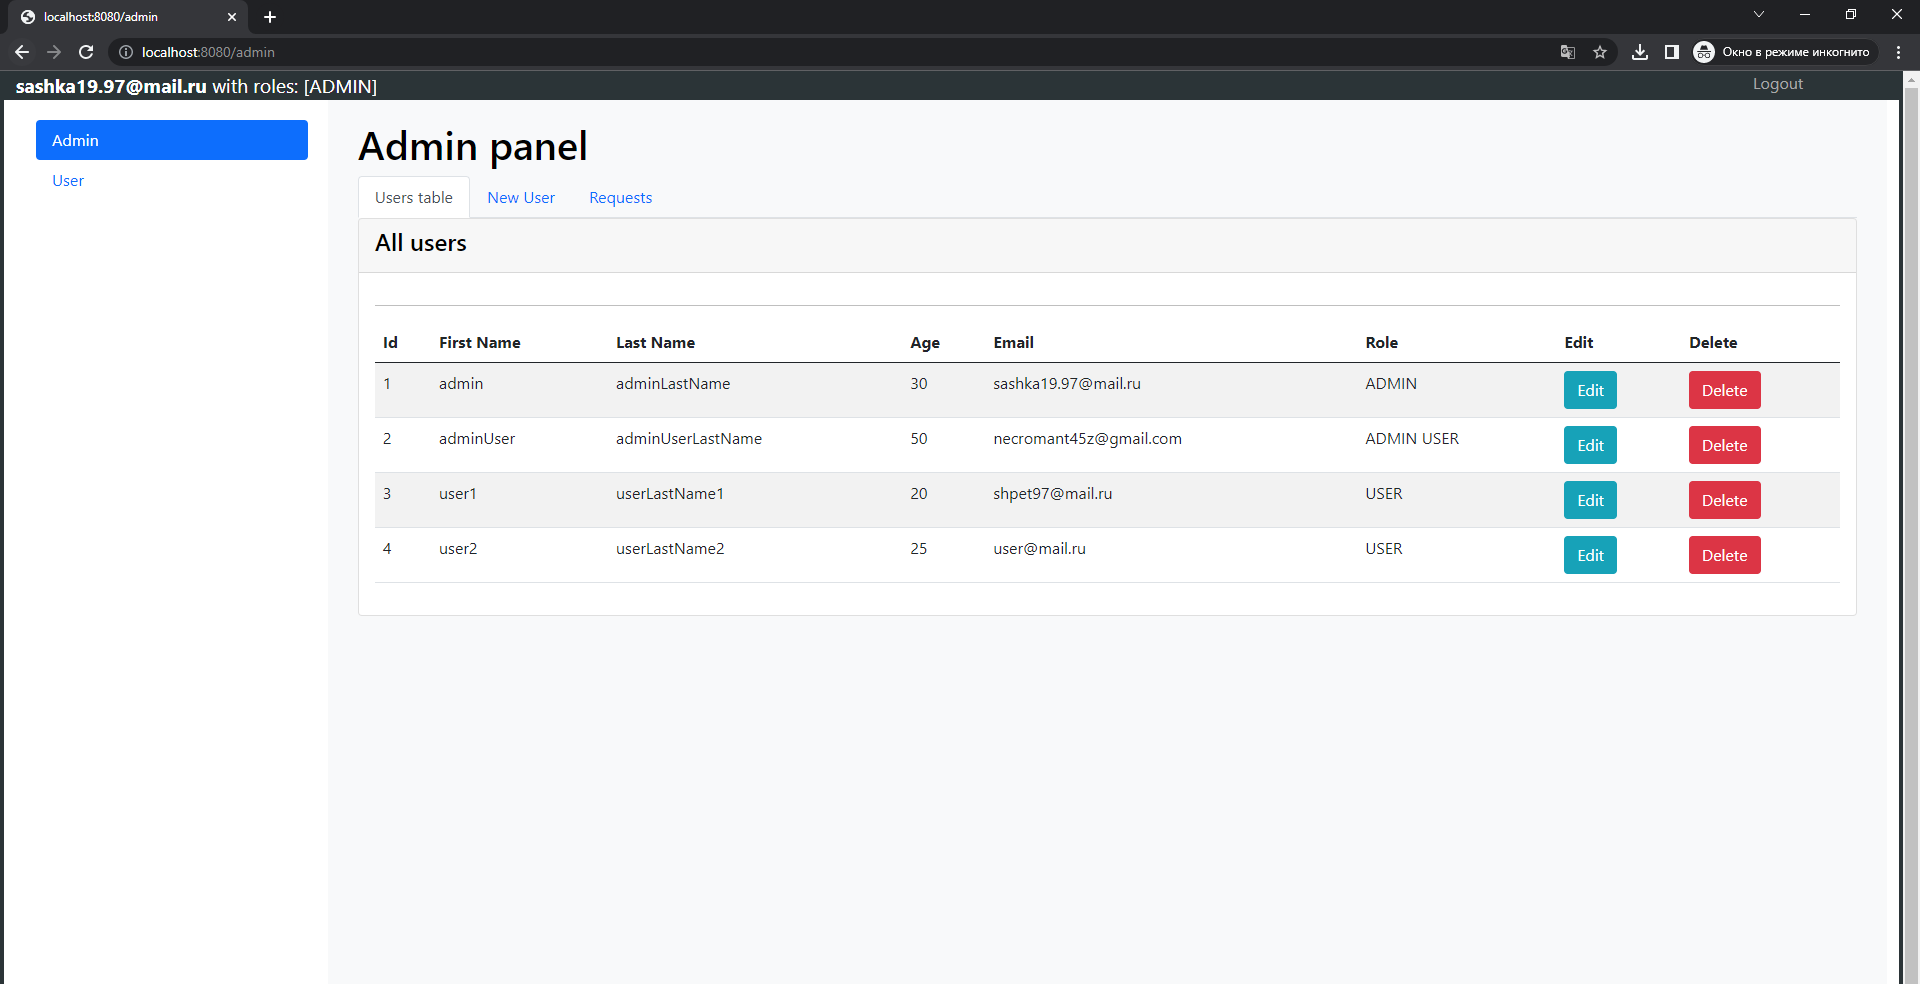 localhost:8080/admin
localhost:8080/admin
Окно в режиме инкогнито
sashka19.97@mail.ru with roles: [ADMIN]
Logout
Admin
User
Admin panel
Users table New User Requests
All users
Id First Name Last Name Age Email Role Edit Delete
1 admin adminLastName 30 sashka19.97@mail.ru ADMIN Edit Delete
2 adminUser adminUserLastName 50 necromant45z@gmail.com ADMIN USER Edit Delete
3 user1 userLastName1 20 shpet97@mail.ru USER Edit Delete
4 user2 userLastName2 25 user@mail.ru USER Edit Delete